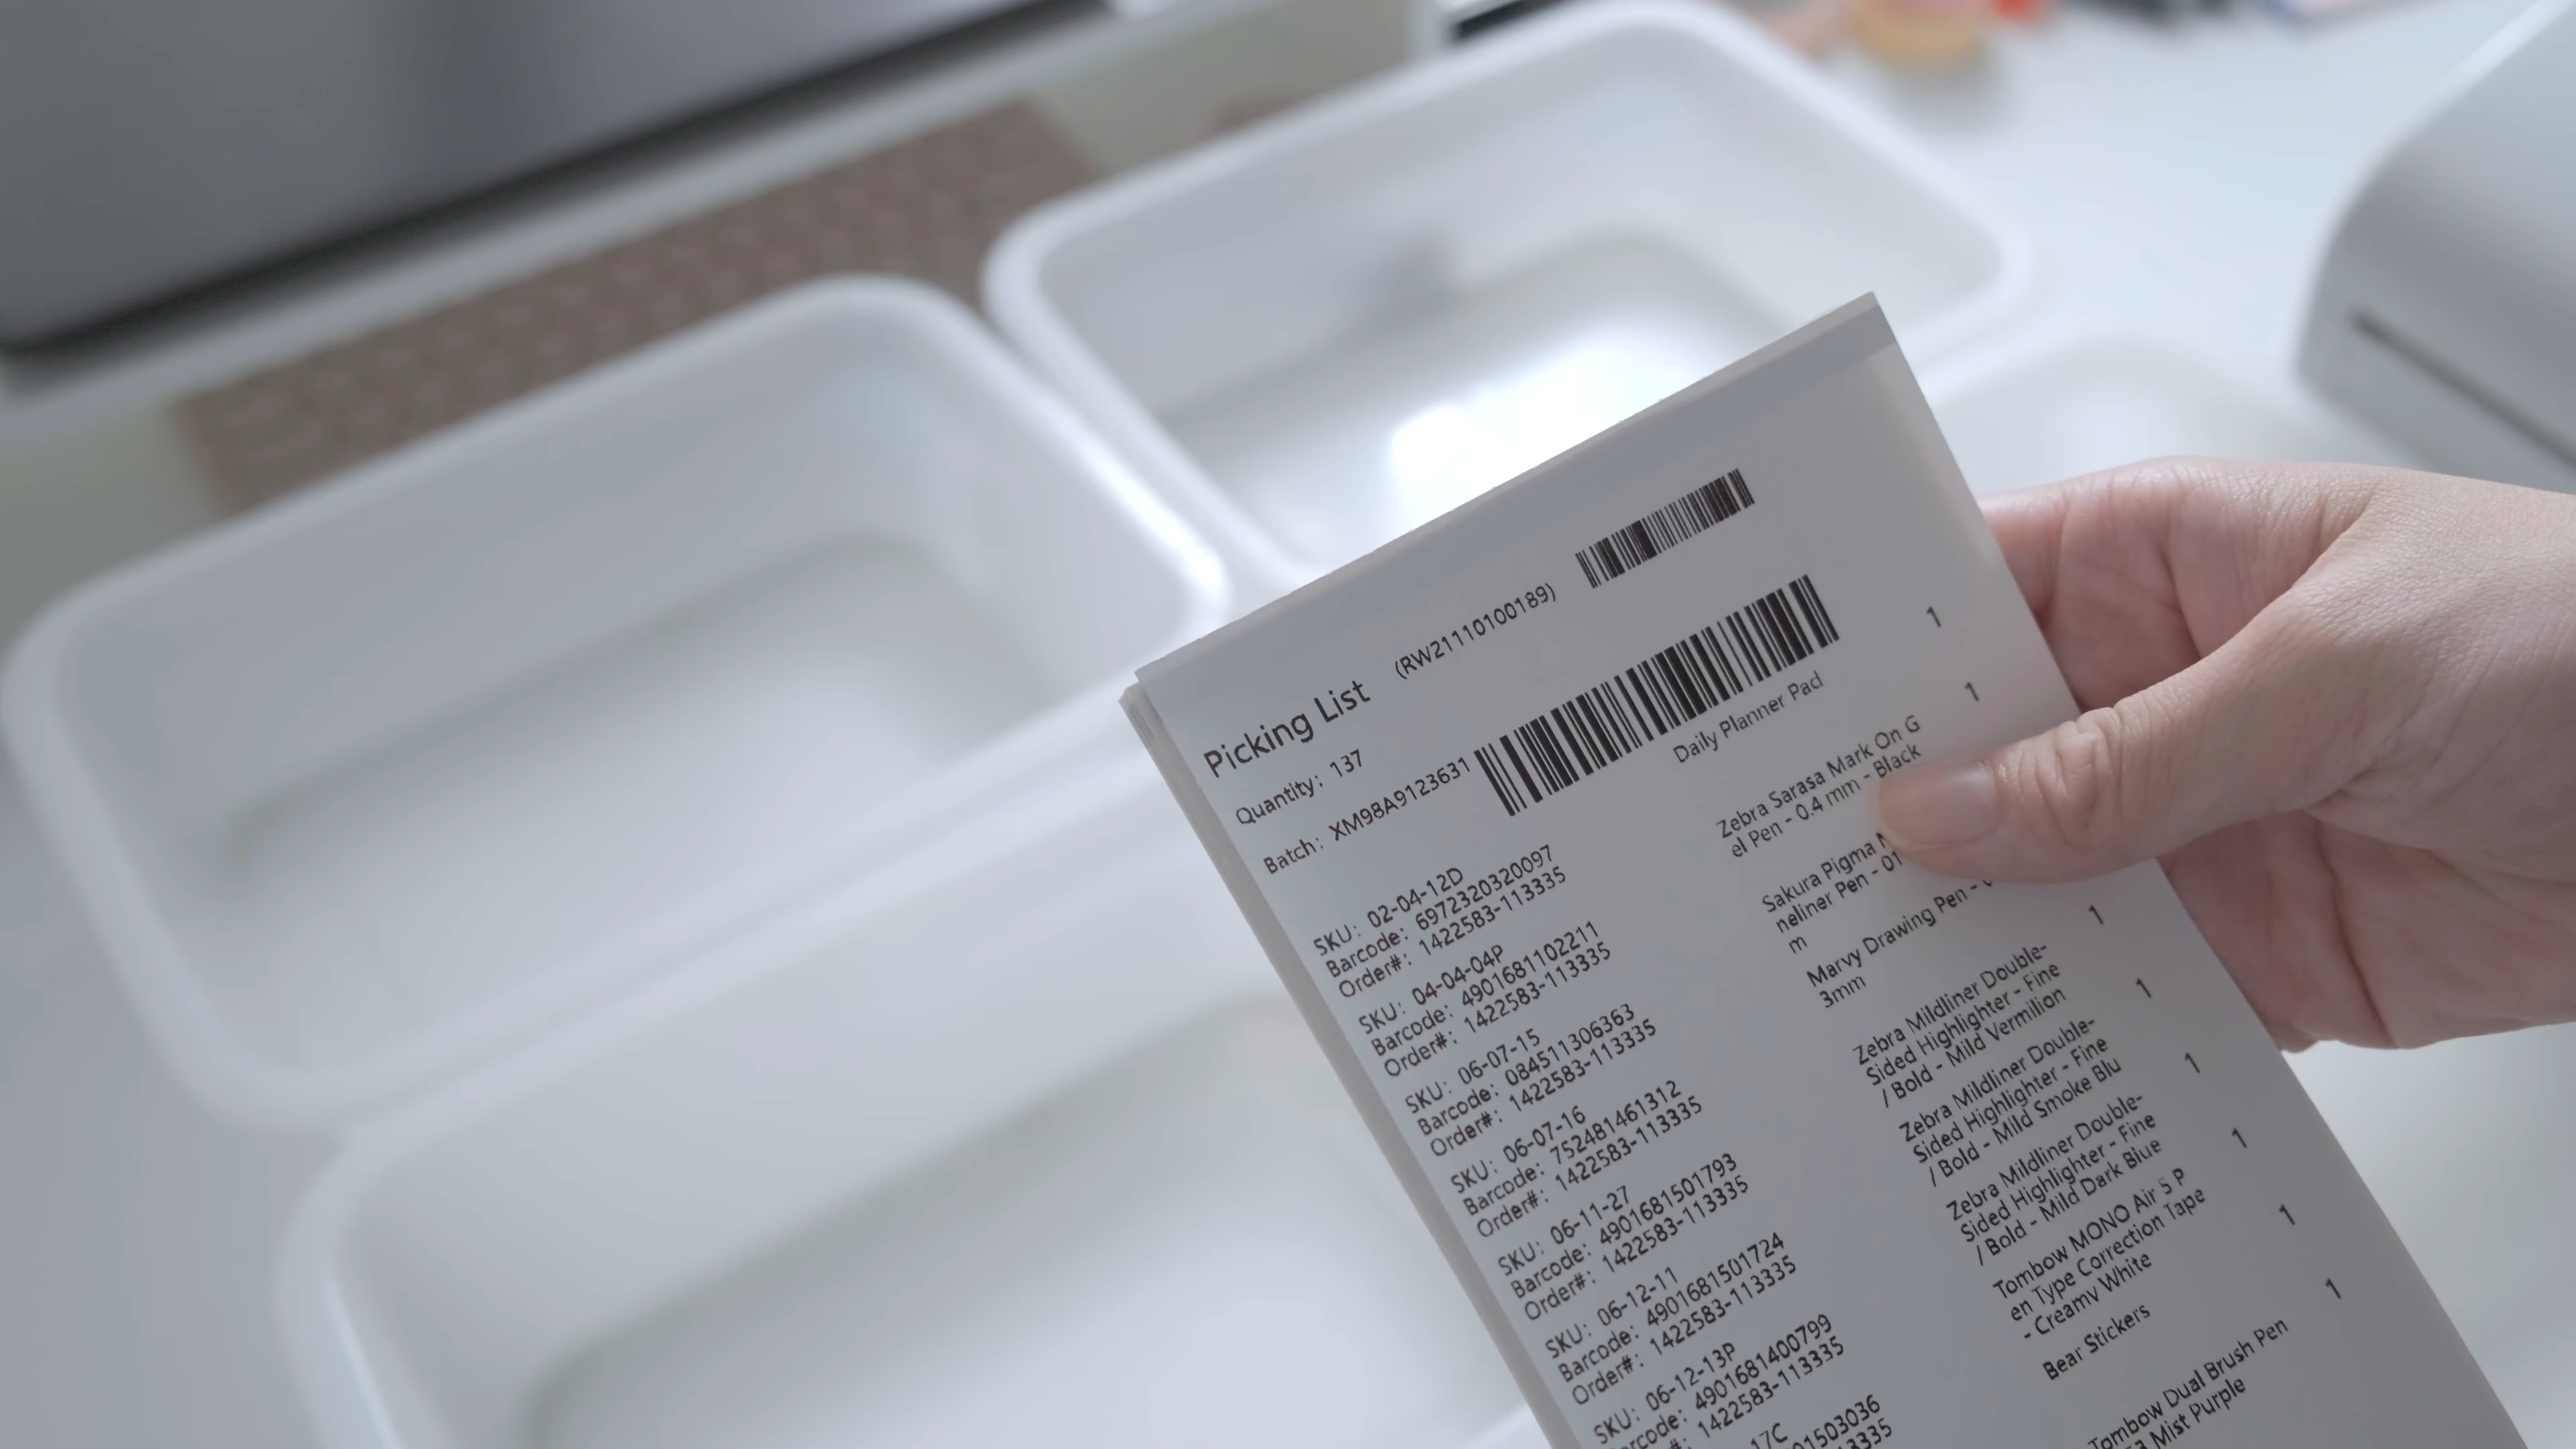 Picking List (RW21110100189)
Quantity: 137
Batch: XM98A9123631
SKU: 02-04-12D
Barcode: 697320320097
Order#: 1422583-113335
Daily Planner Pad
1
SKU: 04-04-04P
Barcode: 4901681102211
Order#: 1422583-113335
Zebra Sarasa Mark On G
el Pen - 0.4 mm - Black
1
SKU: 06-07-15
Barcode: 084511306363
Order#: 1422583-113335
Sakura Pigma
neliner Pen - 01
m
SKU: 06-07-16
Barcode: 752481461312
Order#: 1422583-113335
Marvy Drawing Pen -
3mm
SKU: 06-11-27
Barcode: 4901681501793
Order#: 1422583-113335
Zebra Mildliner Double-
Sided Highlighter - Fine
/ Bold - Mild Vermilion
1
SKU: 06-12-11
Barcode: 4901681501724
Order#: 1422583-113335
Zebra Mildliner Double-
Sided Highlighter - Fine
/ Bold - Mild Smoke Blu
1
SKU: 06-12-13P
code: 4901681400799
#: 1422583-113335
Zebra Mildliner Double-
Sided Highlighter - Fine
/ Bold - Mild Dark Blue
1
17C
01503036
3335
Tombow MONO Air 5 P
en Type Correction Tape
- Creamy White
1
Bear Stickers
1
Tombow Dual Brush Pen
Mist Purple
1